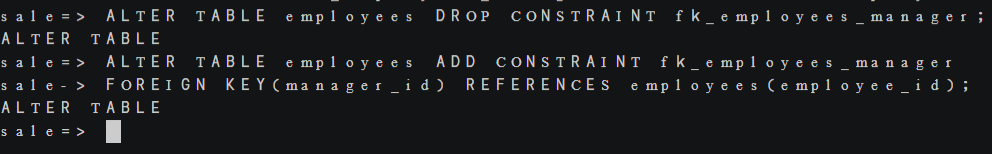 sale=> ALTER TABLE employees DROP CONSTRAINT fk_employees_manager;
ALTER TABLE
sale=> ALTER TABLE employees ADD CONSTRAINT fk_employees_manager
sale-> FOREIGN KEY(manager_id) REFERENCES employees(employee_id);
ALTER TABLE
sale=>